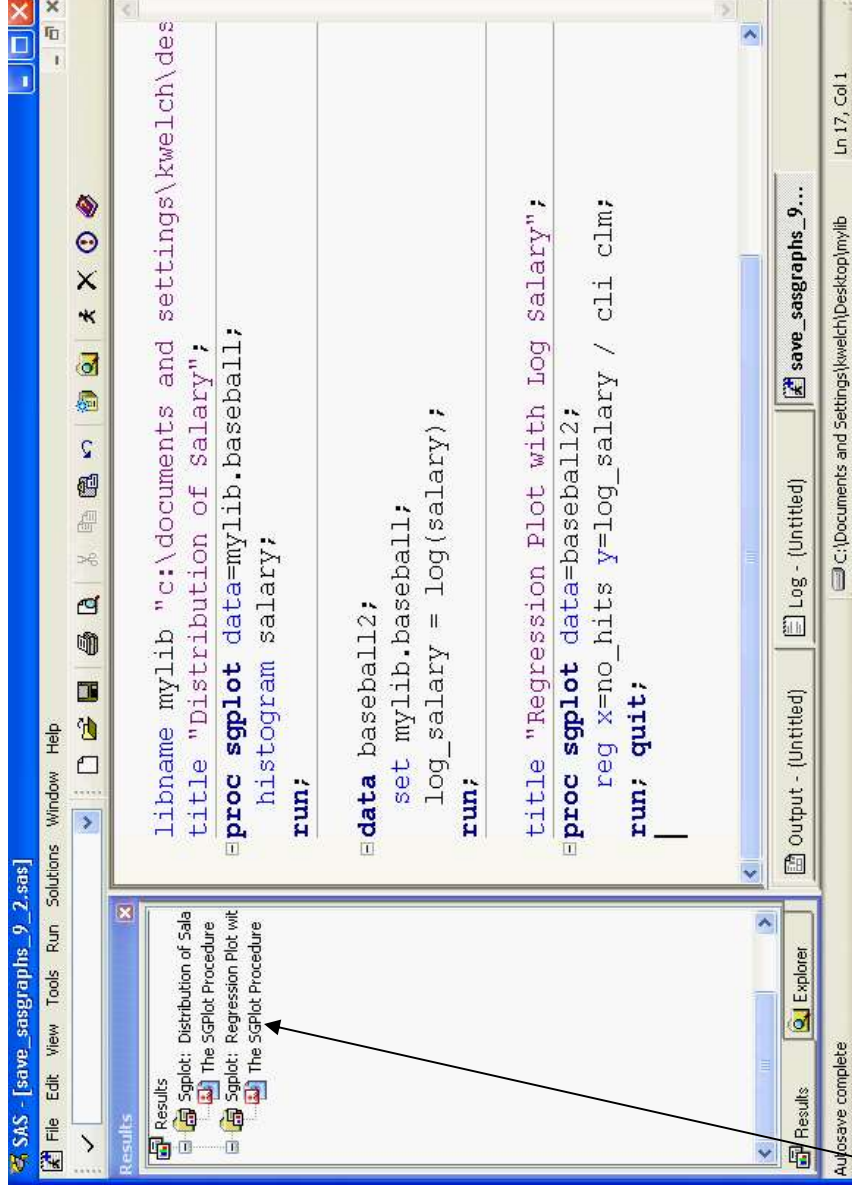 SAS - [save_sasgraphs_9_2.sas]
File Edit View Tools Run Solutions Window Help
Results
Results
Sgplot: Distribution of Sala
The SGPlot Procedure
Sgplot: Regression Plot wit
The SGPlot Procedure
libname mylib "c:\documents and settings\kwelch\des
title "Distribution of Salary";
proc sgplot data=mylib.baseball;
histogram salary;
run;
data baseball2;
set mylib.baseball;
log_salary = log(salary);
run;
title "Regression Plot with Log Salary";
proc sgplot data=baseball2;
reg x=no_hits y=log_salary / cli clm;
run; quit;
Results Explorer
Output - (Untitled) Log - (Untitled) save_sasgraphs_9...
Autosave complete C:\Documents and Settings\kwelch\Desktop\mylib Ln 17, Col 1